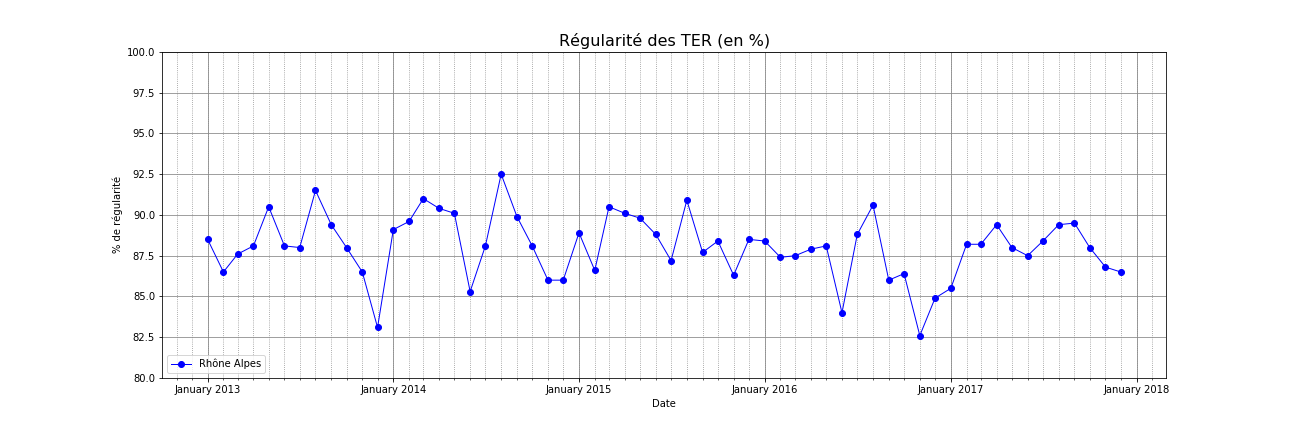 Régularité des TER (en %)
100.0
97.5
95.0
92.5
90.0
87.5
85.0
82.5
80.0
% de régularité
Rhône Alpes
January 2013 January 2014 January 2015 January 2016 January 2017 January 2018
Date